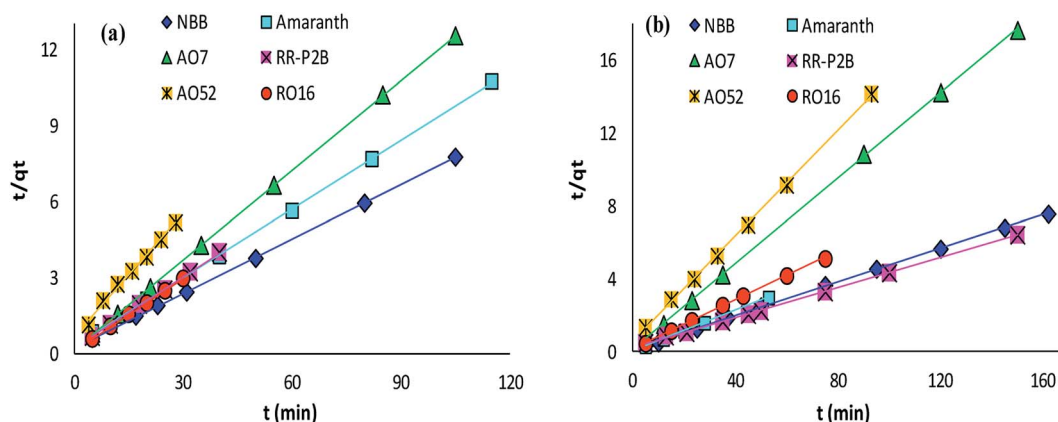 (a)
NBB Amaranth
AO7 RR-P2B
AO52 RO16
12
9
6
3
0
0 30 60 90 120
t/qt
t (min)
(b)
NBB Amaranth
AO7 RR-P2B
AO52 RO16
16
12
8
4
0
0 40 80 120 160
t/qt
t (min)